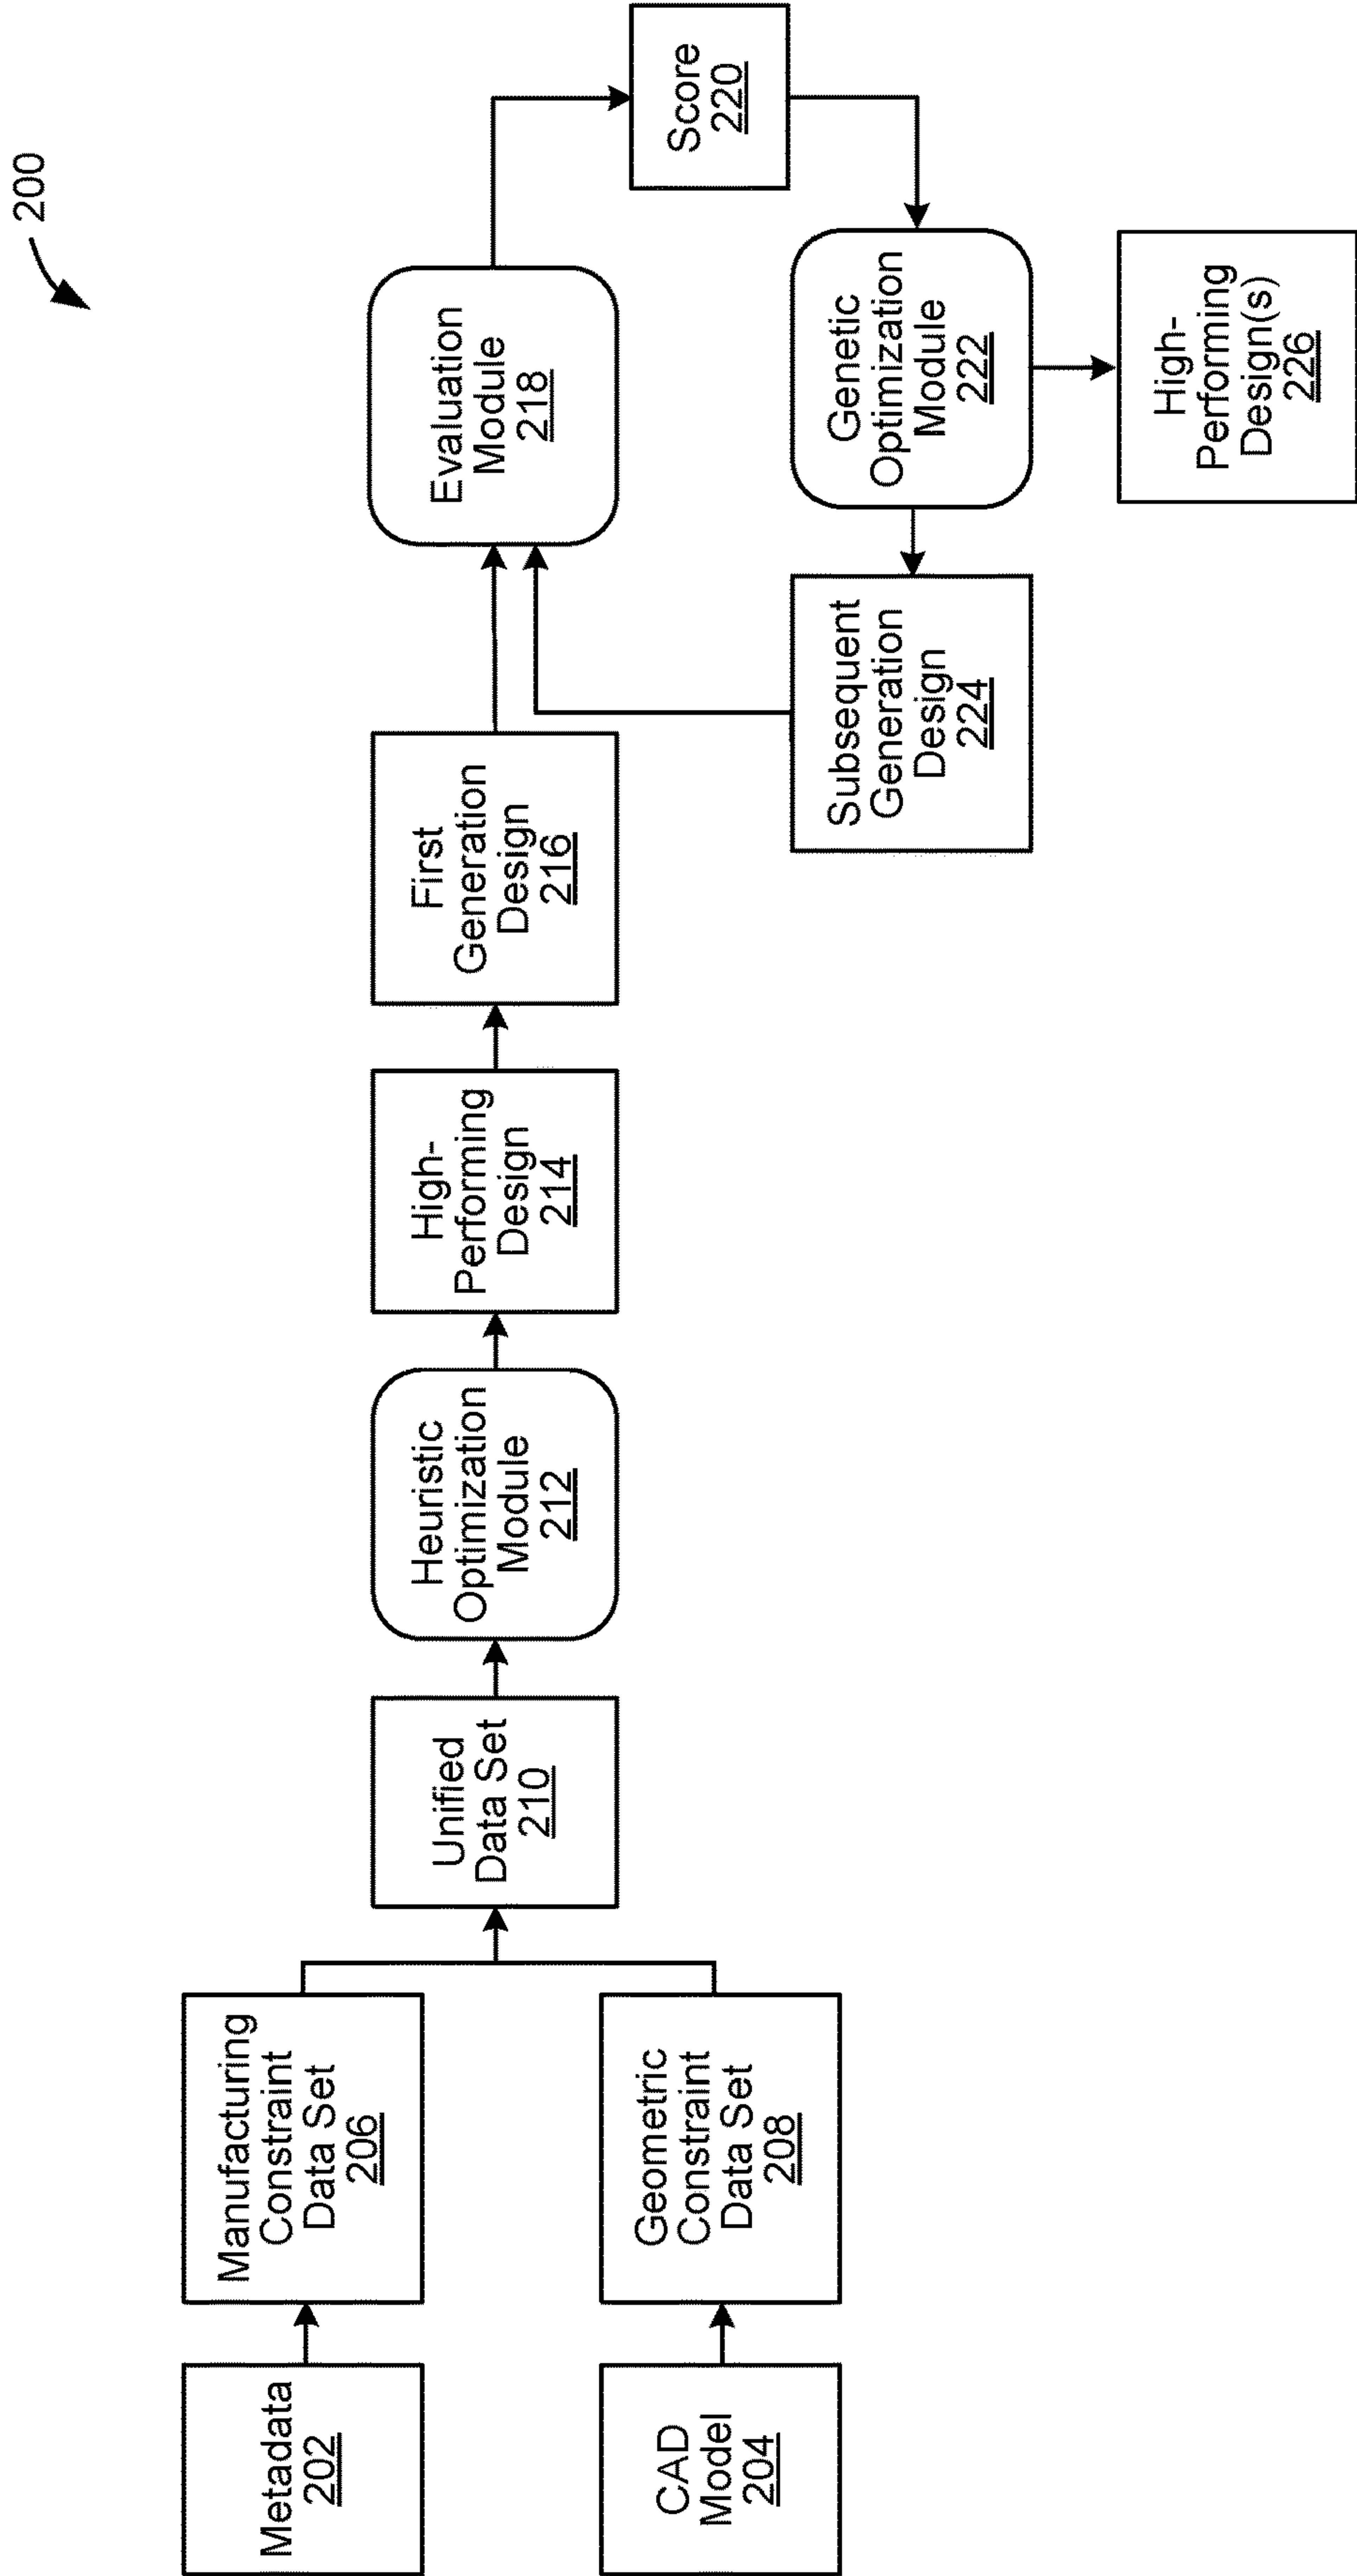 200
Metadata
202
Manufacturing
Constraint
Data Set
206
CAD
Model
204
Geometric
Constraint
Data Set
208
Unified
Data Set
210
Heuristic
Optimization
Module
212
High-
Performing
Design
214
First
Generation
Design
216
Evaluation
Module
218
Score
220
Genetic
Optimization
Module
222
Subsequent
Generation
Design
224
High-
Performing
Design(s)
226